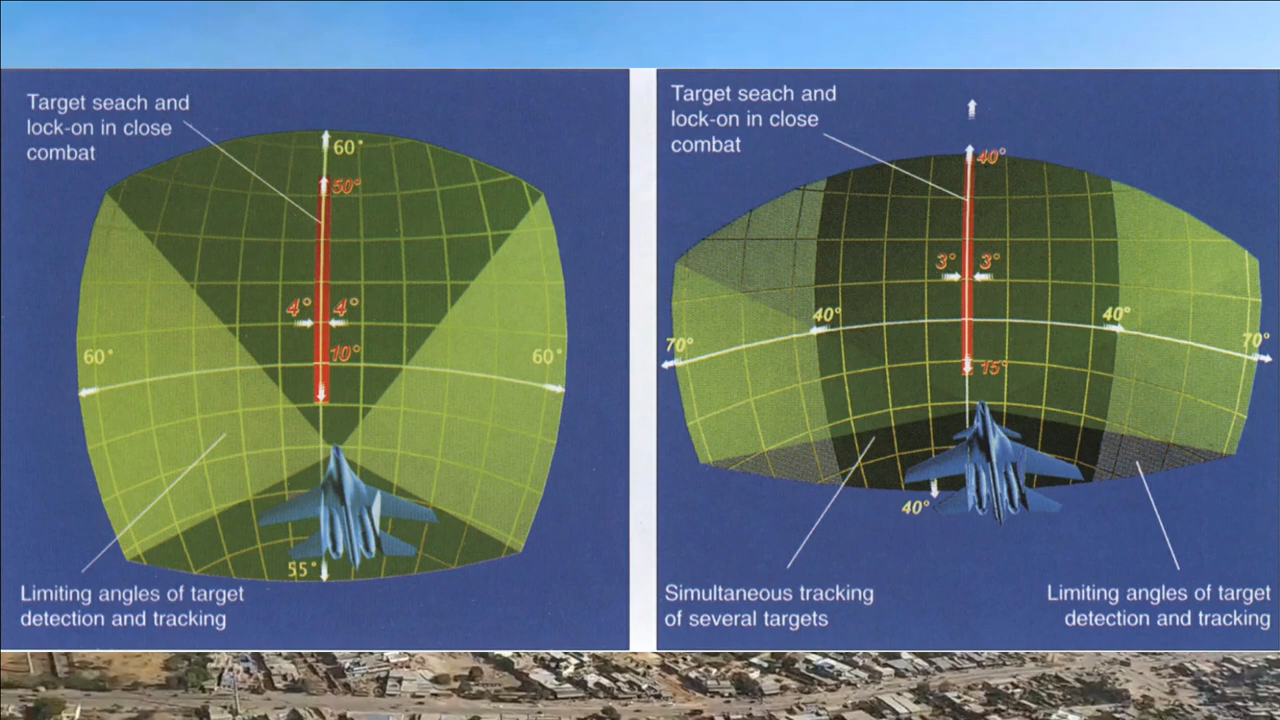 Target seach and
lock-on in close
combat
60°
50°
4° 4°
10°
60° 60°
55°
Limiting angles of target
detection and tracking
Target seach and
lock-on in close
combat
40°
3° 3°
40° 40°
70° 70°
15°
40°
Simultaneous tracking
of several targets
Limiting angles of target
detection and tracking